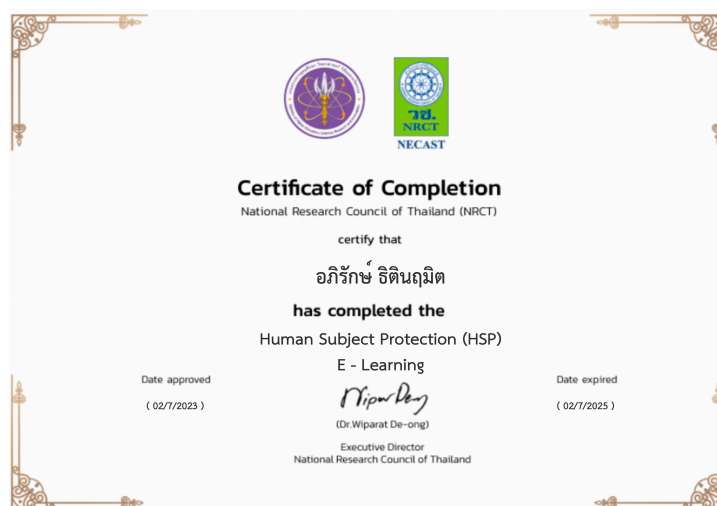 วช.
NRCT
NECAST
Certificate of Completion
National Research Council of Thailand (NRCT)
certify that
อภิรักษ์ ธิตินฤมิต
has completed the
Human Subject Protection (HSP)
E - Learning
Date approved
( 02/7/2023 )
Date expired
( 02/7/2025 )
(Dr.Wiparat De-ong)
Executive Director
National Research Council of Thailand